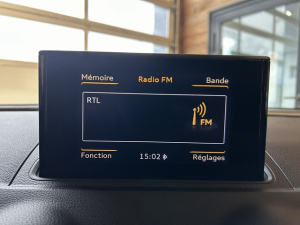 Mémoire Radio FM Bande
RTL
FM
Fonction 15:02 Réglages